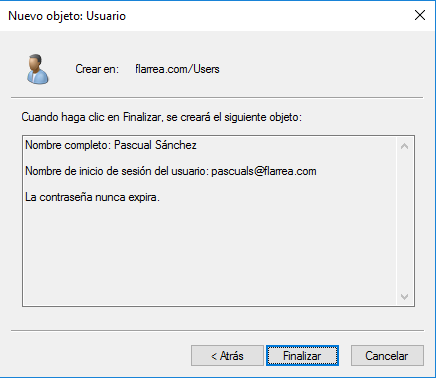 Nuevo objeto: Usuario
Crear en: flarrea.com/Users
Cuando haga clic en Finalizar, se creará el siguiente objeto:
Nombre completo: Pascual Sánchez
Nombre de inicio de sesión del usuario: pascuals@flarrea.com
La contraseña nunca expira.
< Atrás Finalizar Cancelar